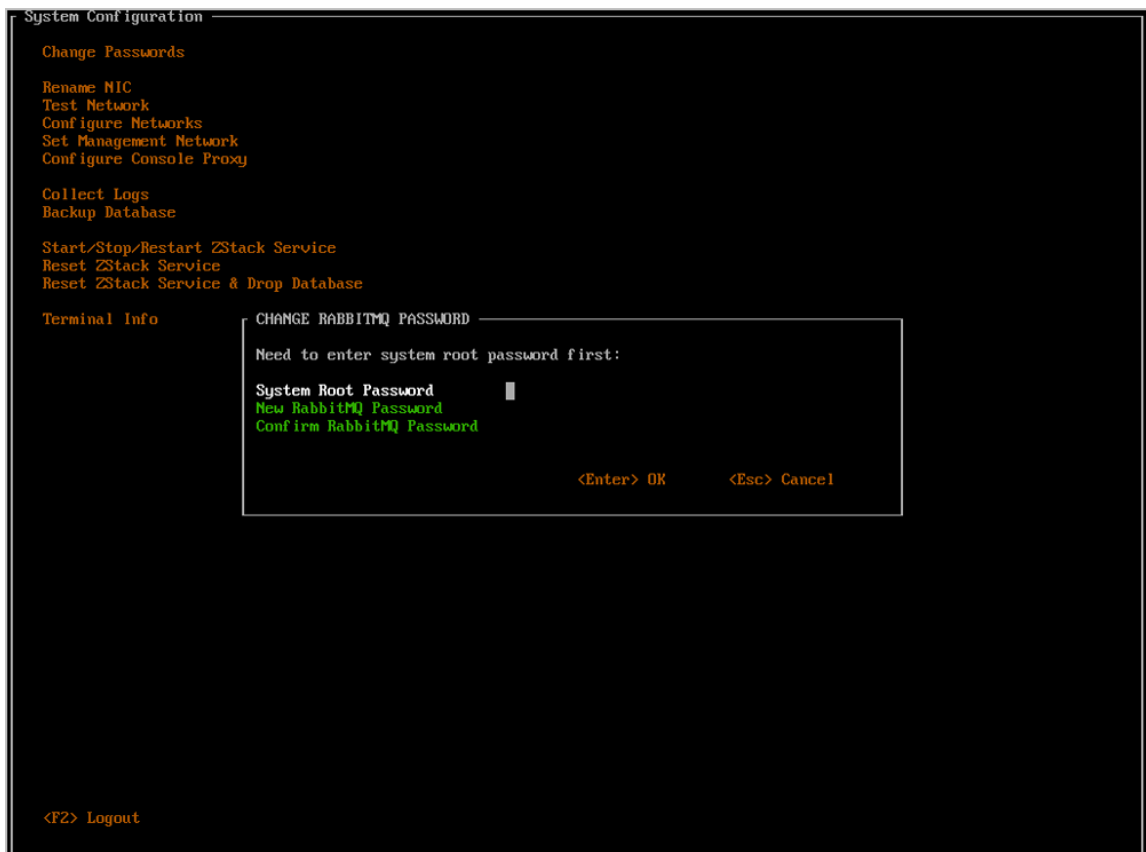 System Configuration
Change Passwords
Rename NIC
Test Network
Configure Networks
Set Management Network
Configure Console Proxy
Collect Logs
Backup Database
Start/Stop/Restart ZStack Service
Reset ZStack Service
Reset ZStack Service & Drop Database
Terminal Info
CHANGE RABBITMQ PASSWORD
Need to enter system root password first:
System Root Password
New RabbitMQ Password
Confirm RabbitMQ Password
<Enter> OK <Esc> Cancel
<F2> Logout